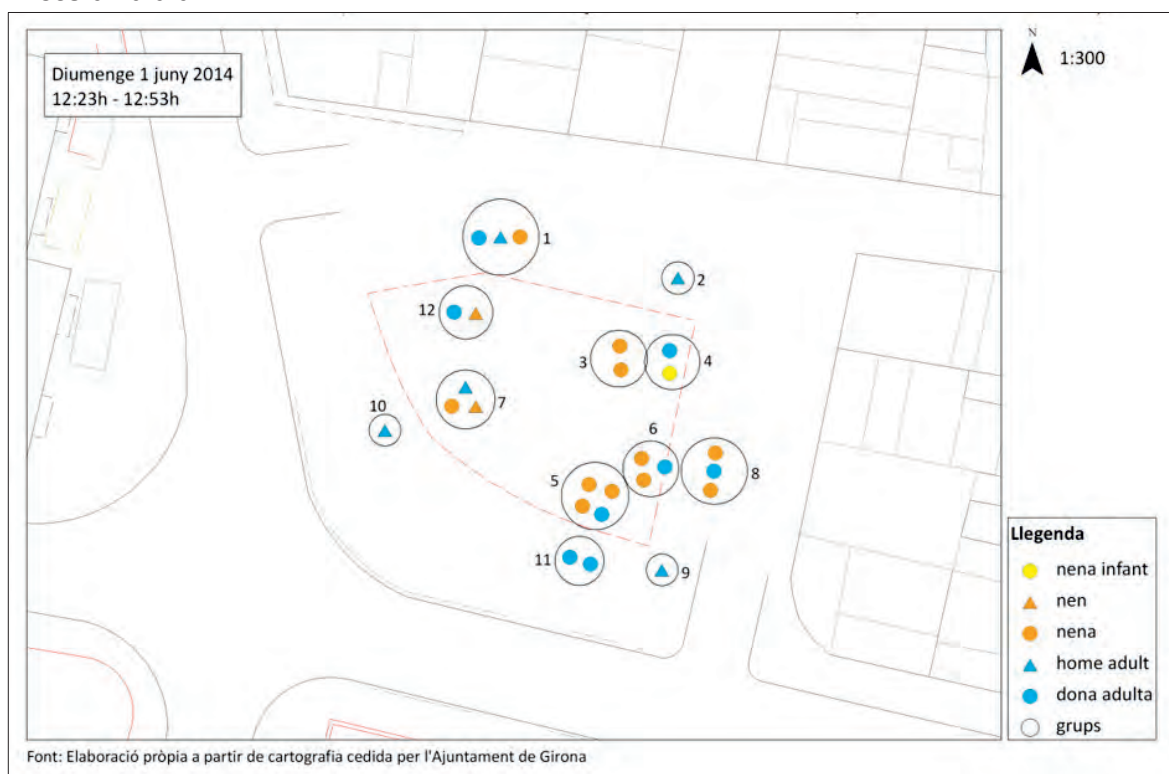 N
1:300
Diumenge 1 juny 2014
12:23h - 12:53h
1
2
12
3
4
7
10
6
5
8
11
9
Llegenda
nena infant
nen
nena
home adult
dona adulta
grups
Font: Elaboració pròpia a partir de cartografia cedida per l'Ajuntament de Girona